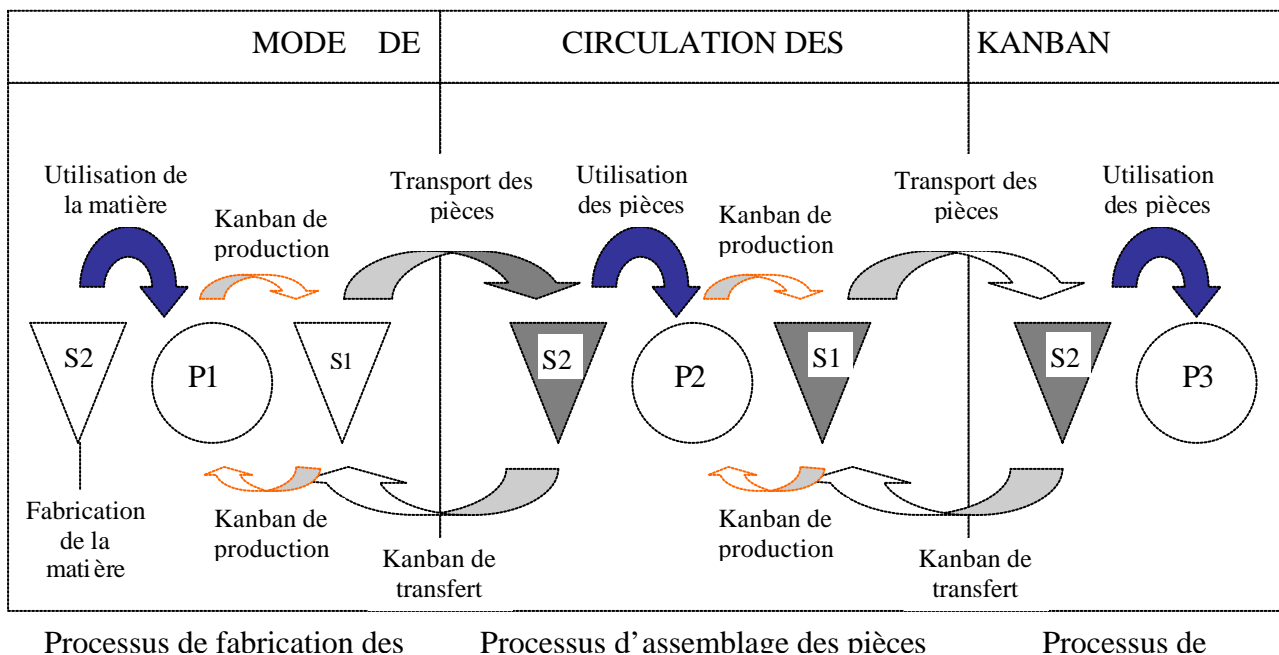 MODE DE CIRCULATION DES KANBAN
Utilisation de
la matière
Kanban de
production
Transport des
pièces
Utilisation
des pièces
Kanban de
production
Transport des
pièces
Utilisation
des pièces
S2
P1
S1
S2
P2
S1
S2
P3
Fabrication
de la
matière
Kanban de
production
Kanban de
transfert
Kanban de
production
Kanban de
transfert
Processus de fabrication des
Processus d'assemblage des pièces
Processus de